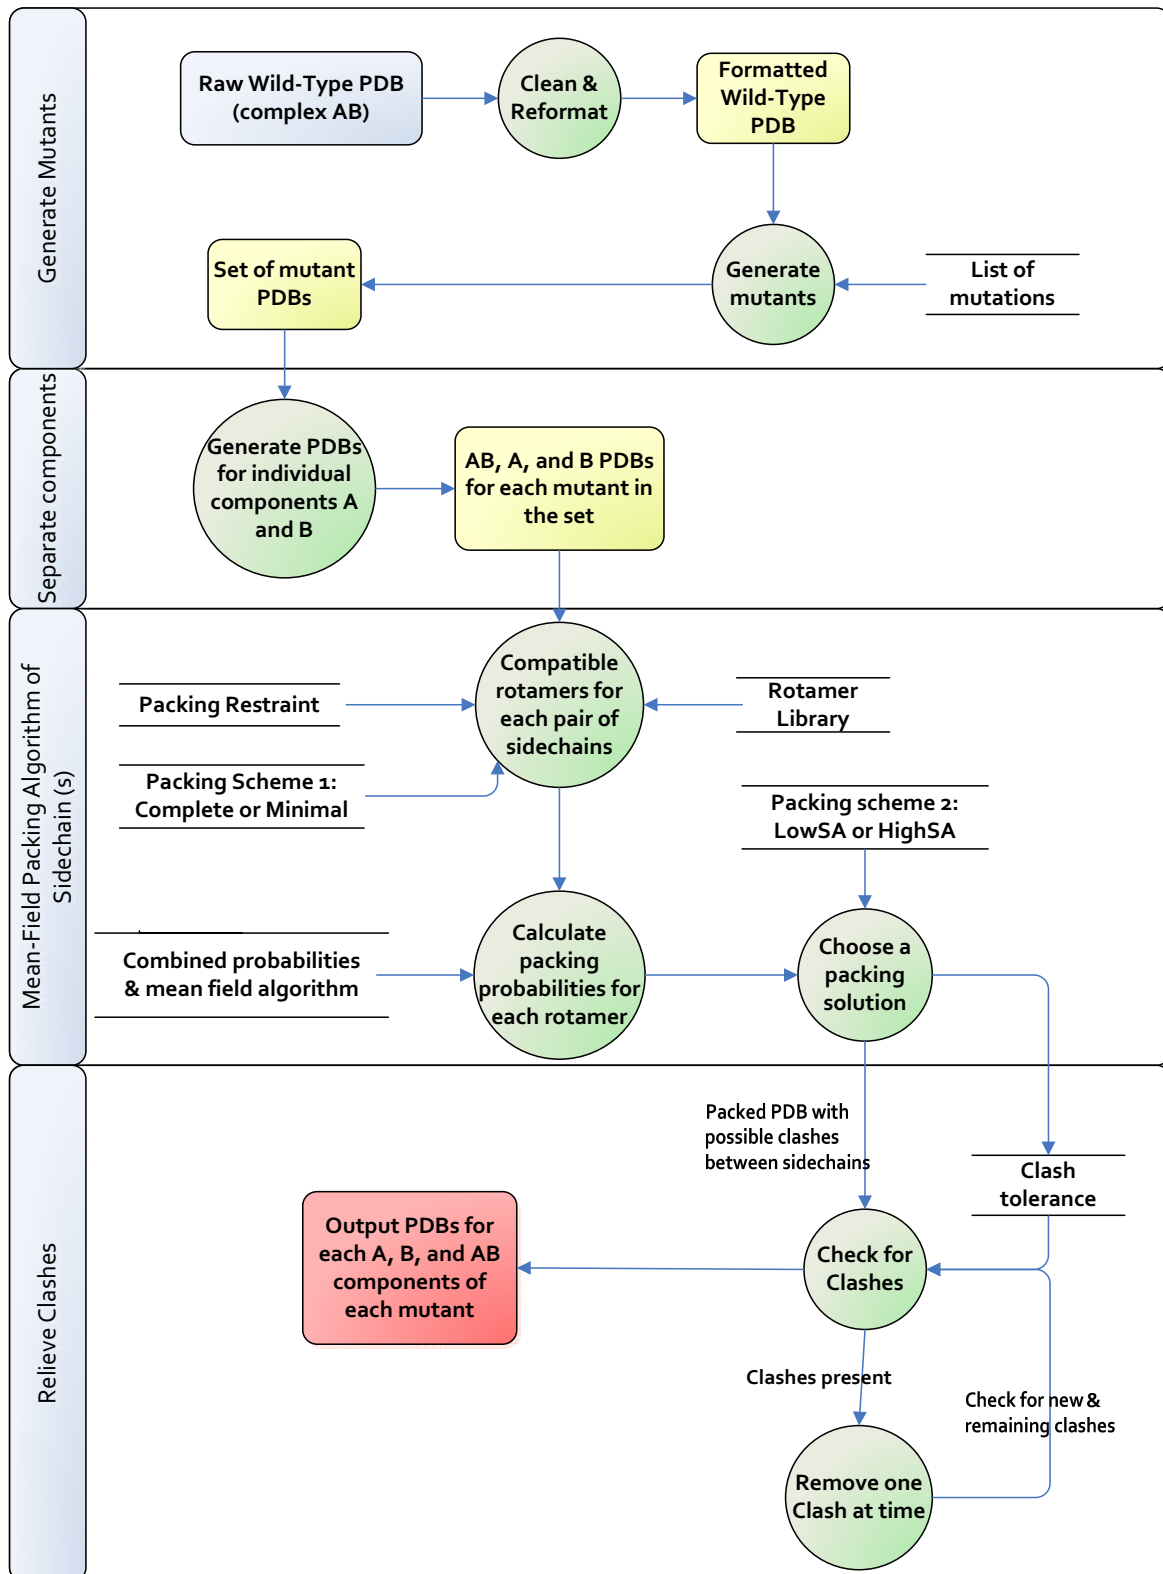 Generate Mutants
Raw Wild-Type PDB
(complex AB)
Clean &
Reformat
Formatted
Wild-Type
PDB
Set of mutant
PDBs
Generate
mutants
List of
mutations
Separate components
Generate PDBs
for individual
components A
and B
AB, A, and B PDBs
for each mutant in
the set
Mean-Field Packing Algorithm of
Sidechain (s)
Compatible
rotamers for
each pair of
sidechains
Packing Restraint
Rotamer
Library
Packing Scheme 1:
Complete or Minimal
Packing scheme 2:
LowSA or HighSA
Combined probabilities
& mean field algorithm
Calculate
packing
probabilities for
each rotamer
Choose a
packing
solution
Relieve Clashes
Packed PDB with
possible clashes
between sidechains
Clash
tolerance
Output PDBs for
each A, B, and AB
components of
each mutant
Check for
Clashes
Clashes present
Check for new &
remaining clashes
Remove one
Clash at time